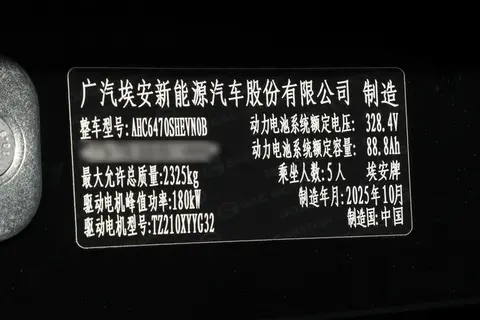 广汽埃安新能源汽车股份有限公司 制造
整车型号:AHC6470SHEVN0B 动力电池系统额定电压: 328.4V
动力电池系统额定容量: 88.8Ah
最大允许总质量:2325kg 乘坐人数:5人 埃安牌
驱动电机峰值功率:180kW 制造年月:2025年10月
驱动电机型号:TZ210XYYG32 制造国:中国